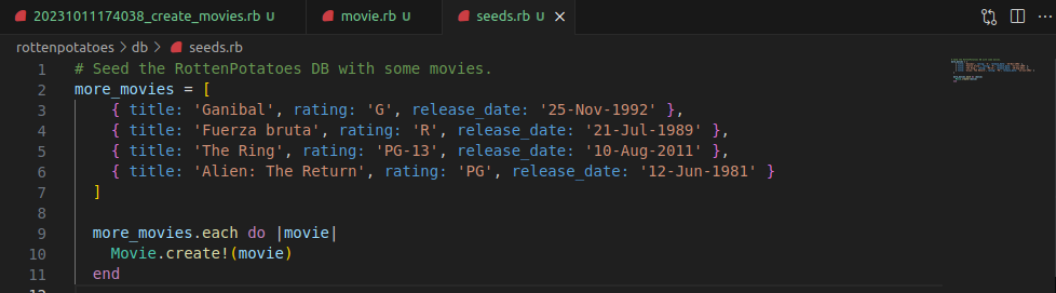 20231011174038_create_movies.rb U movie.rb U seeds.rb U
rottenpotatoes > db > seeds.rb
1 # Seed the RottenPotatoes DB with some movies.
2 more_movies = [
3 { title: 'Ganibal', rating: 'G', release_date: '25-Nov-1992' },
4 { title: 'Fuerza bruta', rating: 'R', release_date: '21-Jul-1989' },
5 { title: 'The Ring', rating: 'PG-13', release_date: '10-Aug-2011' },
6 { title: 'Alien: The Return', rating: 'PG', release_date: '12-Jun-1981' }
7 ]
8
9 more_movies.each do |movie|
10 Movie.create!(movie)
11 end
12